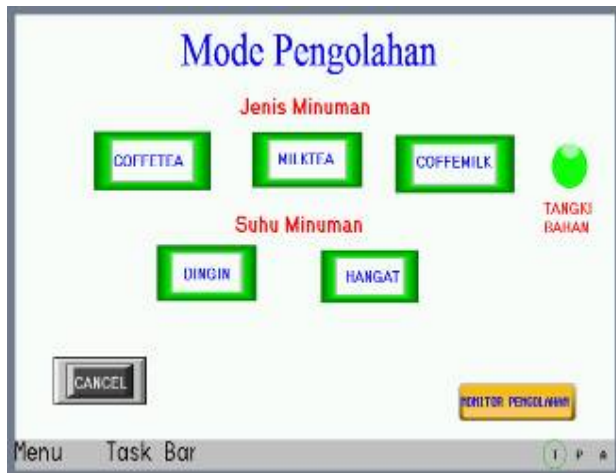 Mode Pengolahan
Jenis Minuman
COFFETEA MILKTEA COFFEMILK
TANGKI
BAHAN
Suhu Minuman
DINGIN HANGAT
CANCEL
MONITOR PENGOLAHAN
Menu Task Bar T P A